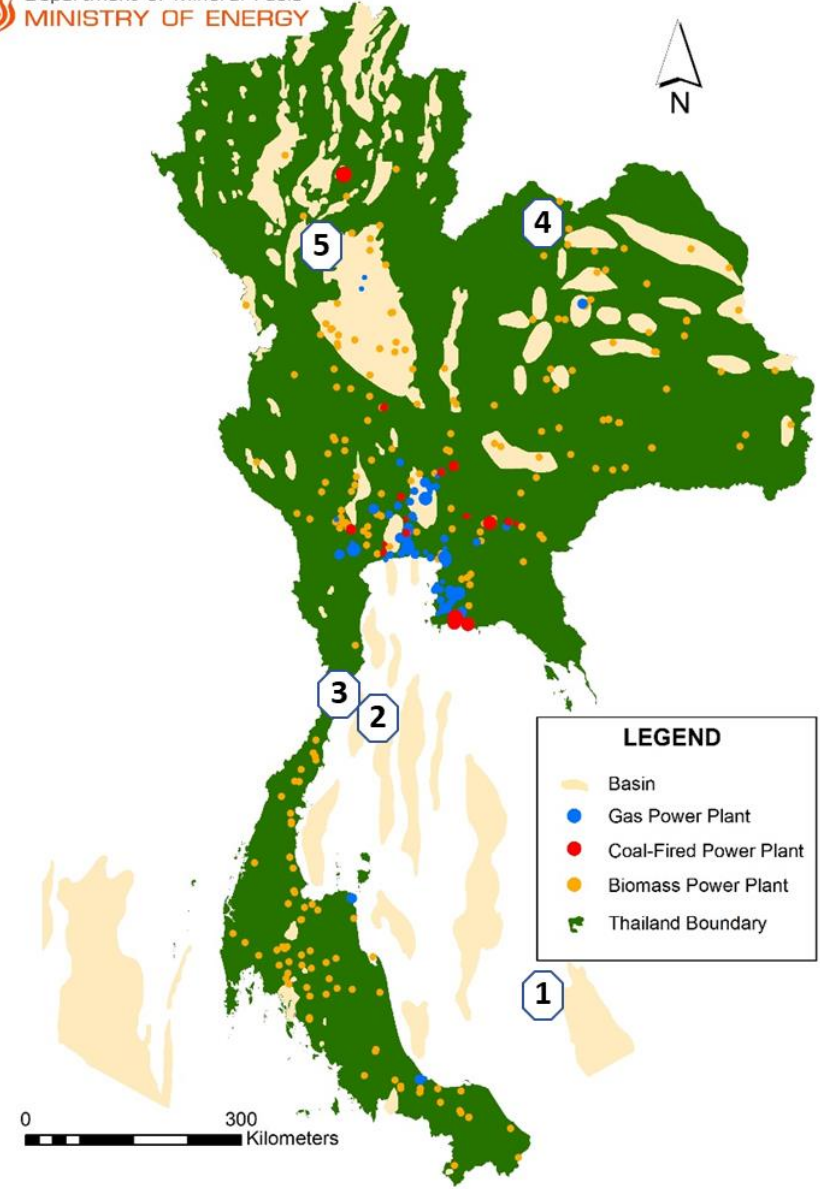 MINISTRY OF ENERGY
N
4
5
3
2
LEGEND
Basin
Gas Power Plant
Coal-Fired Power Plant
Biomass Power Plant
Thailand Boundary
1
0 300
Kilometers